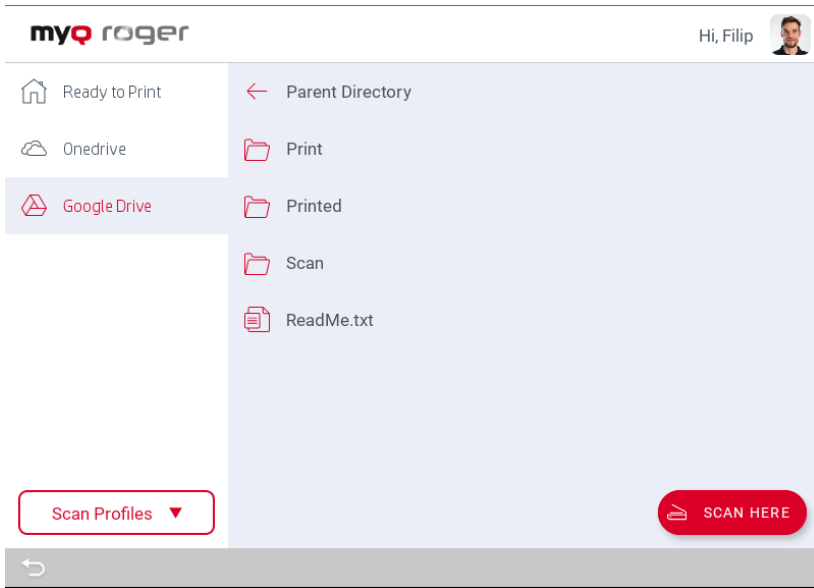 myQ roger
Hi, Filip
Ready to Print
Onedrive
Google Drive
Parent Directory
Print
Printed
Scan
ReadMe.txt
Scan Profiles ▼
SCAN HERE